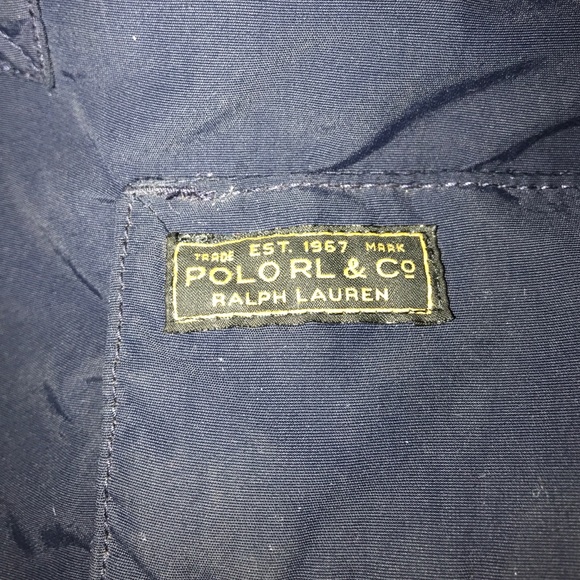 TRADE EST. 1967 MARK
POLO RL & Co
RALPH LAUREN